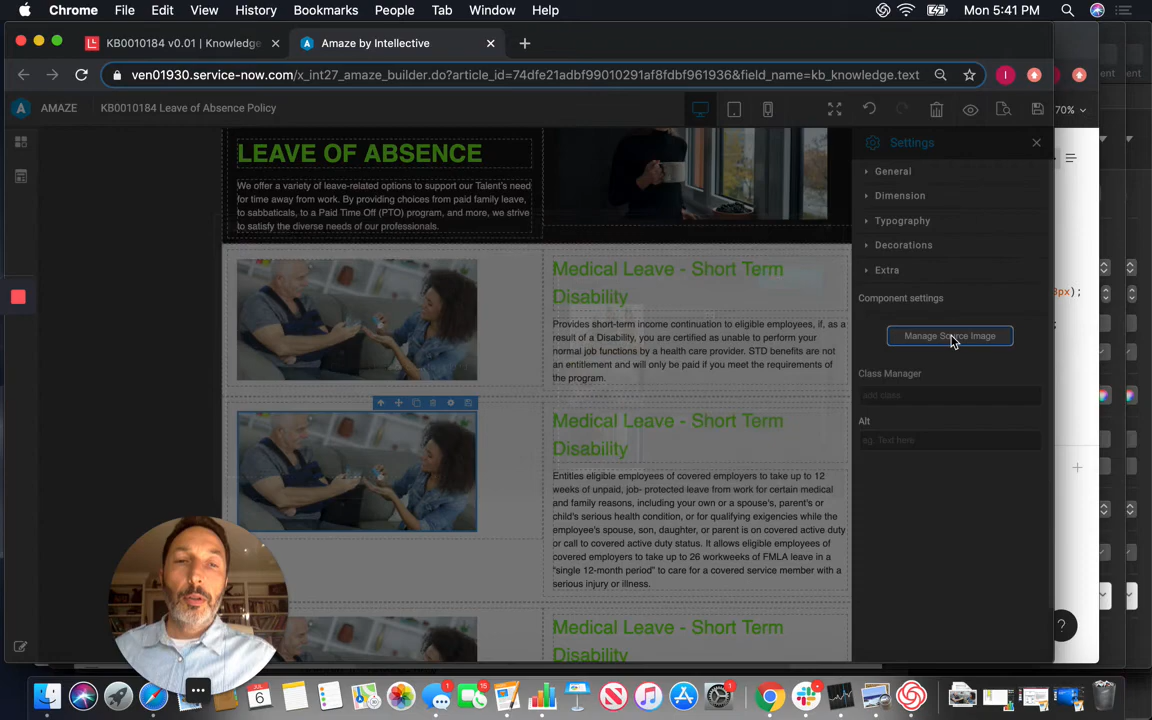 Chrome File Edit View History Bookmarks People Tab Window Help Mon 5:41 PM
KB0010184 v0.01 | Knowledge
Amaze by Intellective
ven01930.service-now.com/x_int27_amaze_builder.do?article_id=74dfe21adbf99010291af8fdbf961936&field_name=kb_knowledge.text
I
A AMAZE KB0010184 Leave of Absence Policy
70%
ent
LEAVE OF ABSENCE
We offer a variety of leave-related options to support our Talent's need
for time away from work. By providing choices from paid family leave,
to sabbaticals, to a Paid Time Off (PTO) program, and more, we strive
to satisfy the diverse needs of our professionals.
Medical Leave - Short Term
Disability
Provides short-term income continuation to eligible employees, if, as a
result of a Disability, you are certified as unable to perform your
normal job functions by a health care provider. STD benefits are not
an entitlement and will only be paid if you meet the requirements of
the program.
Medical Leave - Short Term
Disability
Entitles eligible employees of covered employers to take up to 12
weeks of unpaid, job- protected leave from work for certain medical
and family reasons, including your own or a spouse's, parent's or
child's serious health condition, or for qualifying exigencies while the
employee's spouse, son, daughter, or parent is on covered active duty
or call to covered active duty status. It allows eligible employees of
covered employers to take up to 26 workweeks of FMLA leave in a
"single 12-month period" to care for a covered service member with a
serious injury or illness.
Medical Leave - Short Term
Disability
Settings
General
Dimension
Typography
Decorations
Extra
Component settings
Manage Source Image
Class Manager
add class
Alt
eg. Text here
3px);
;
?
1
6
15
1